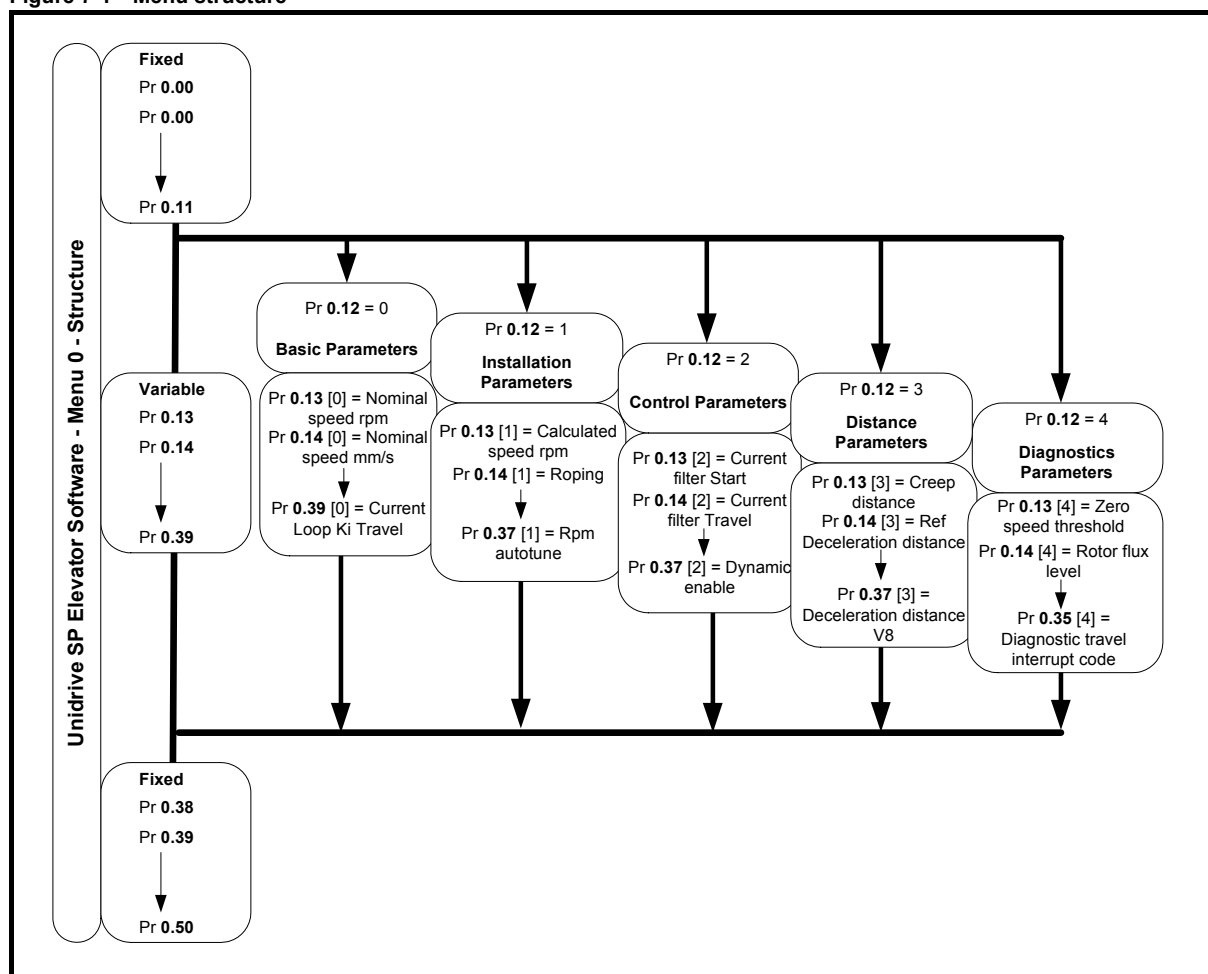 Unidrive SP Elevator Software - Menu 0 - Structure
Fixed
Pr 0.00
Pr 0.00
Pr 0.11
Variable
Pr 0.13
Pr 0.14
Pr 0.39
Fixed
Pr 0.38
Pr 0.39
Pr 0.50
Pr 0.12 = 0
Basic Parameters
Pr 0.13 [0] = Nominal
speed rpm
Pr 0.14 [0] = Nominal
speed mm/s
Pr 0.39 [0] = Current
Loop Ki Travel
Pr 0.12 = 1
Installation
Parameters
Pr 0.13 [1] = Calculated
speed rpm
Pr 0.14 [1] = Roping
Pr 0.37 [1] = Rpm
autotune
Pr 0.12 = 2
Control Parameters
Pr 0.13 [2] = Current
filter Start
Pr 0.14 [2] = Current
filter Travel
Pr 0.37 [2] = Dynamic
enable
Pr 0.12 = 3
Distance
Parameters
Pr 0.13 [3] = Creep
distance
Pr 0.14 [3] = Ref
Deceleration distance
Pr 0.37 [3] =
Deceleration distance
V8
Pr 0.12 = 4
Diagnostics
Parameters
Pr 0.13 [4] = Zero
speed threshold
Pr 0.14 [4] = Rotor flux
level
Pr 0.35 [4] =
Diagnostic travel
interrupt code